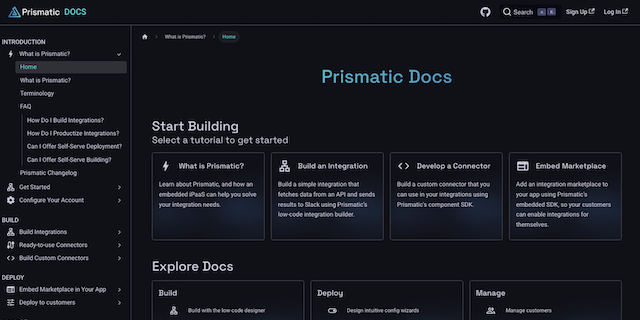 Prismatic DOCS
Search
Sign Up
Log In
INTRODUCTION
What is Prismatic?
Home
What is Prismatic?
Terminology
FAQ
How Do I Build Integrations?
How Do I Productize Integrations?
Can I Offer Self-Serve Deployment?
Can I Offer Self-Serve Building?
Prismatic Changelog
Get Started
Configure Your Account
BUILD
Build Integrations
Ready-to-use Connectors
Build Custom Connectors
DEPLOY
Embed Marketplace in Your App
Deploy to customers
What is Prismatic?
Home
Prismatic Docs
Start Building
Select a tutorial to get started
What is Prismatic?
Learn about Prismatic, and how an
embedded iPaaS can help you solve
your integration needs.
Build an Integration
Build a simple integration that
fetches data from an API and sends
results to Slack using Prismatic's
low-code integration builder.
Develop a Connector
Build a custom connector that you
can use in your integrations using
Prismatic's component SDK.
Embed Marketplace
Add an integration marketplace to
your app using Prismatic's
embedded SDK, so your customers
can enable integrations for
themselves.
Explore Docs
Build
Build with the low-code designer
Deploy
Design intuitive config wizards
Manage
Manage customers